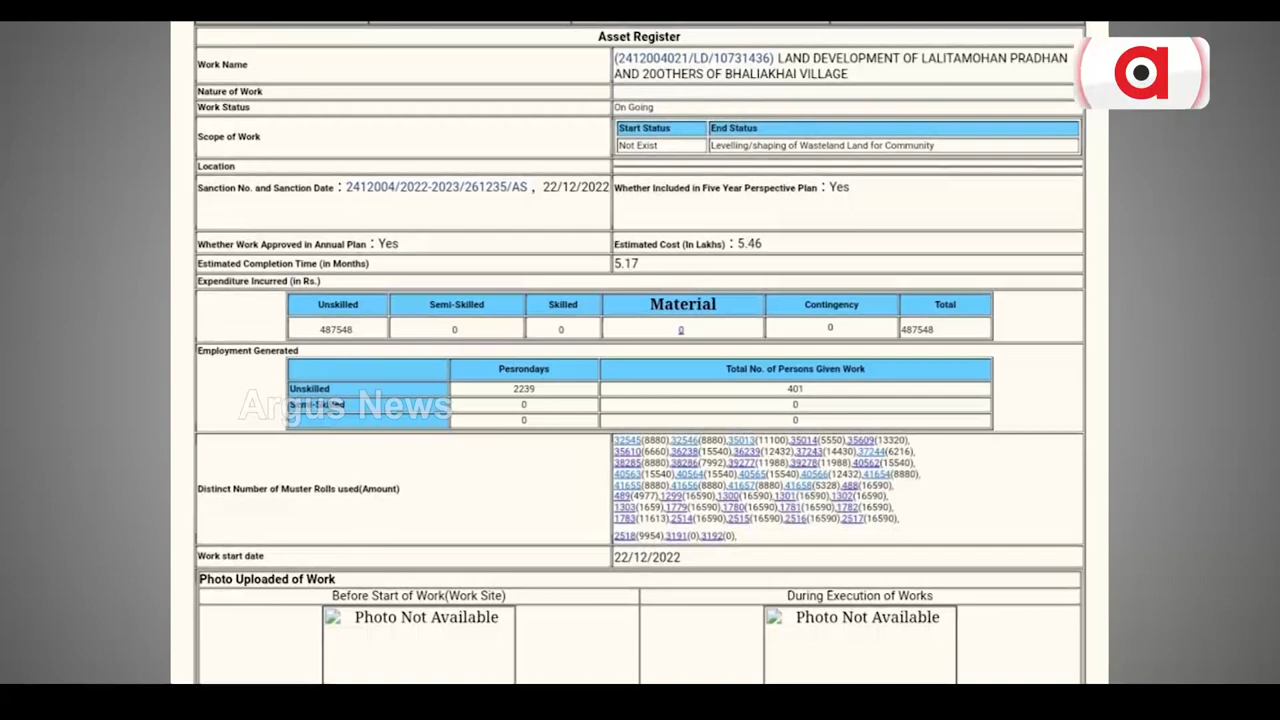 Asset Register
Work Name
(2412004021/LD/10731436) LAND DEVELOPMENT OF LALITAMOHAN PRADHAN
AND 20OTHERS OF BHALIAKHAI VILLAGE
a
Nature of Work
Work Status
On Going
Scope of Work
Start Status End Status
Not Exist Levelling/shaping of Wasteland Land for Community
Location
Sanction No. and Sanction Date : 2412004/2022-2023/261235/AS , 22/12/2022 Whether Included in Five Year Perspective Plan : Yes
Whether Work Approved in Annual Plan : Yes Estimated Cost (In Lakhs) : 5.46
Estimated Completion Time (in Months) 5.17
Expenditure Incurred (in Rs.)
Unskilled Semi-Skilled Skilled Material Contingency Total
487548 0 0 0 0 487548
Employment Generated
Pesrondays Total No. of Persons Given Work
Unskilled 2239 401
Semi-Skilled 0 0
0 0
Argus News
Distinct Number of Muster Rolls used(Amount)
32545(8880),32546(8880),35013(11100),35014(5550),35609(13320),
35610(6660),36238(15540),36239(12432),37243(14430),37244(6216),
38285(8880),38286(7992),39277(11988),39278(11988),40562(15540),
40563(15540),40564(15540),40565(15540),40566(12432),41654(8880),
41655(8880),41656(8880),41657(8880),41658(5328),488(16590),
489(4977),1299(16590),1300(16590),1301(16590),1302(16590),
1303(1659),1779(16590),1780(16590),1781(16590),1782(16590),
1783(11613),2514(16590),2515(16590),2516(16590),2517(16590),
2518(9954),3191(0),3192(0),
Work start date 22/12/2022
Photo Uploaded of Work
Before Start of Work(Work Site) During Execution of Works
Photo Not Available Photo Not Available